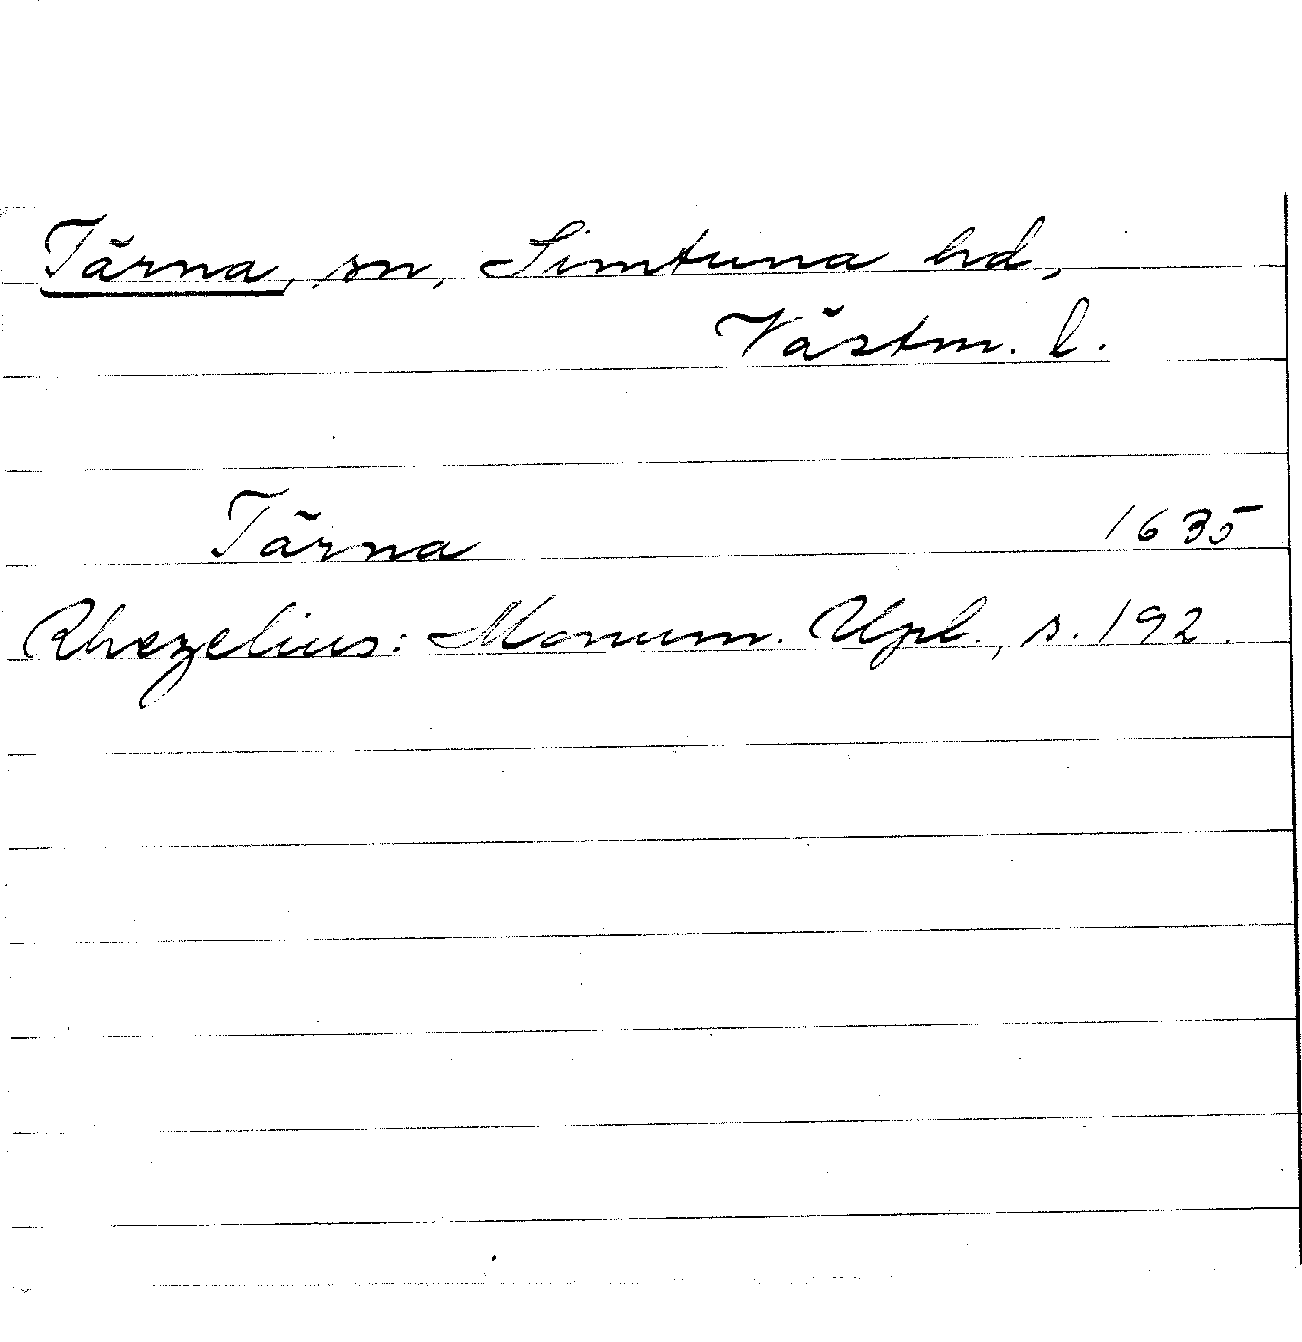 Tärna, sn, Simtuna hd,
Västm. l.
Tärna 1635
Rhezelius: Monum. Upl., s. 192.